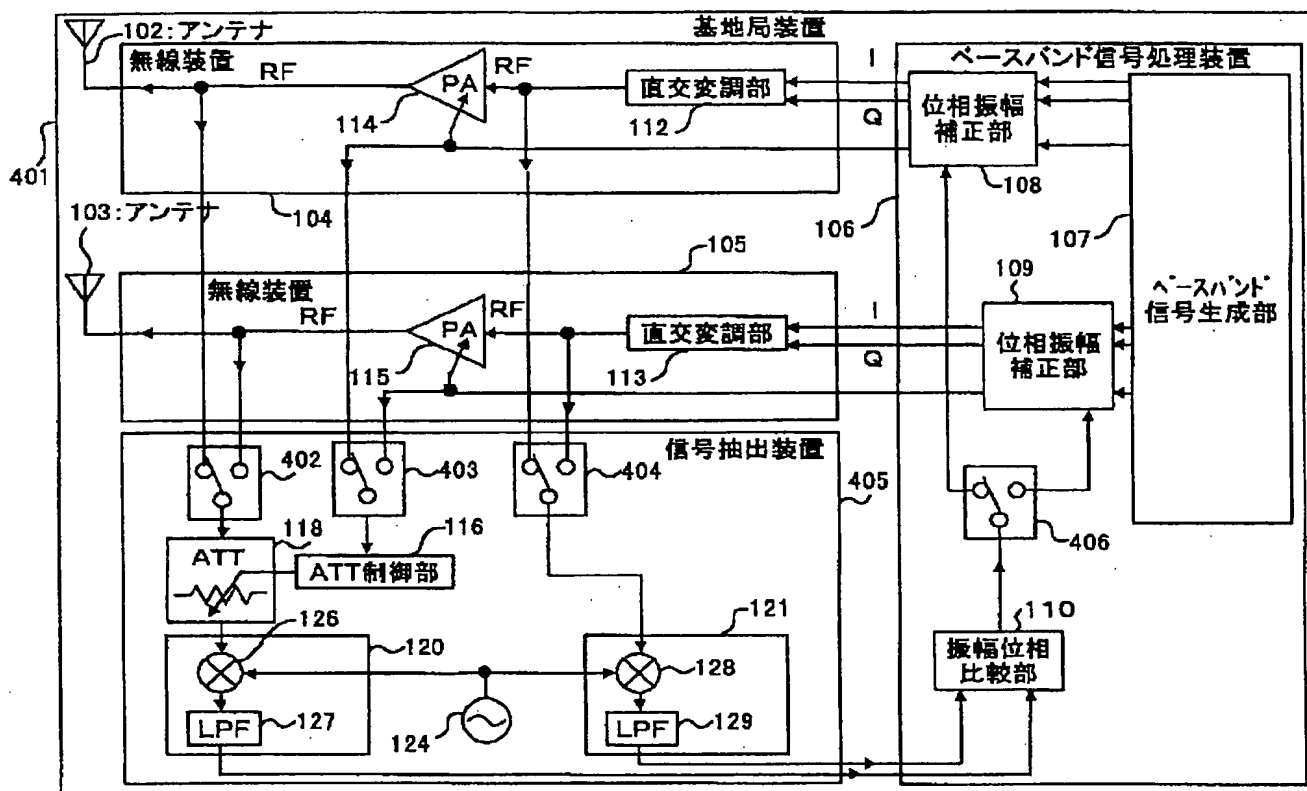 102:アンテナ
基地局装置
無線装置
RF
PA
RF
直交変調部
114
112
I
Q
ベースバンド信号処理装置
位相振幅
補正部
108
401
104
106
107
103:アンテナ
105
無線装置
RF
PA
RF
直交変調部
115
113
I
Q
109
位相振幅
補正部
ベースバンド
信号生成部
信号抽出装置
402
403
404
405
406
118
ATT
116
ATT制御部
126
120
121
128
110
振幅位相
比較部
LPF
127
124
LPF
129